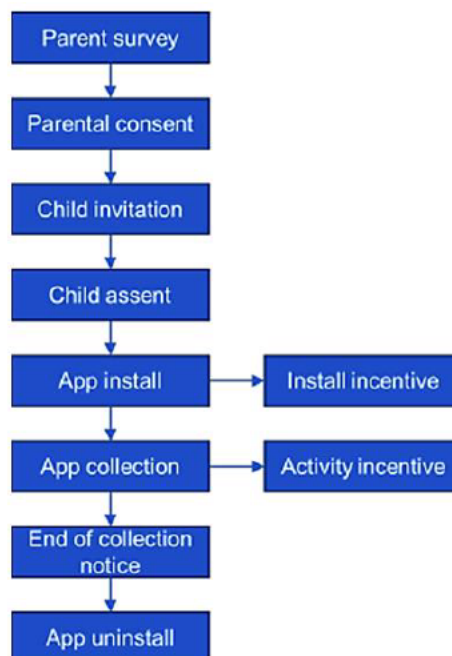 Parent survey
Parental consent
Child invitation
Child assent
App install
Install incentive
App collection
Activity incentive
End of collection
notice
App uninstall